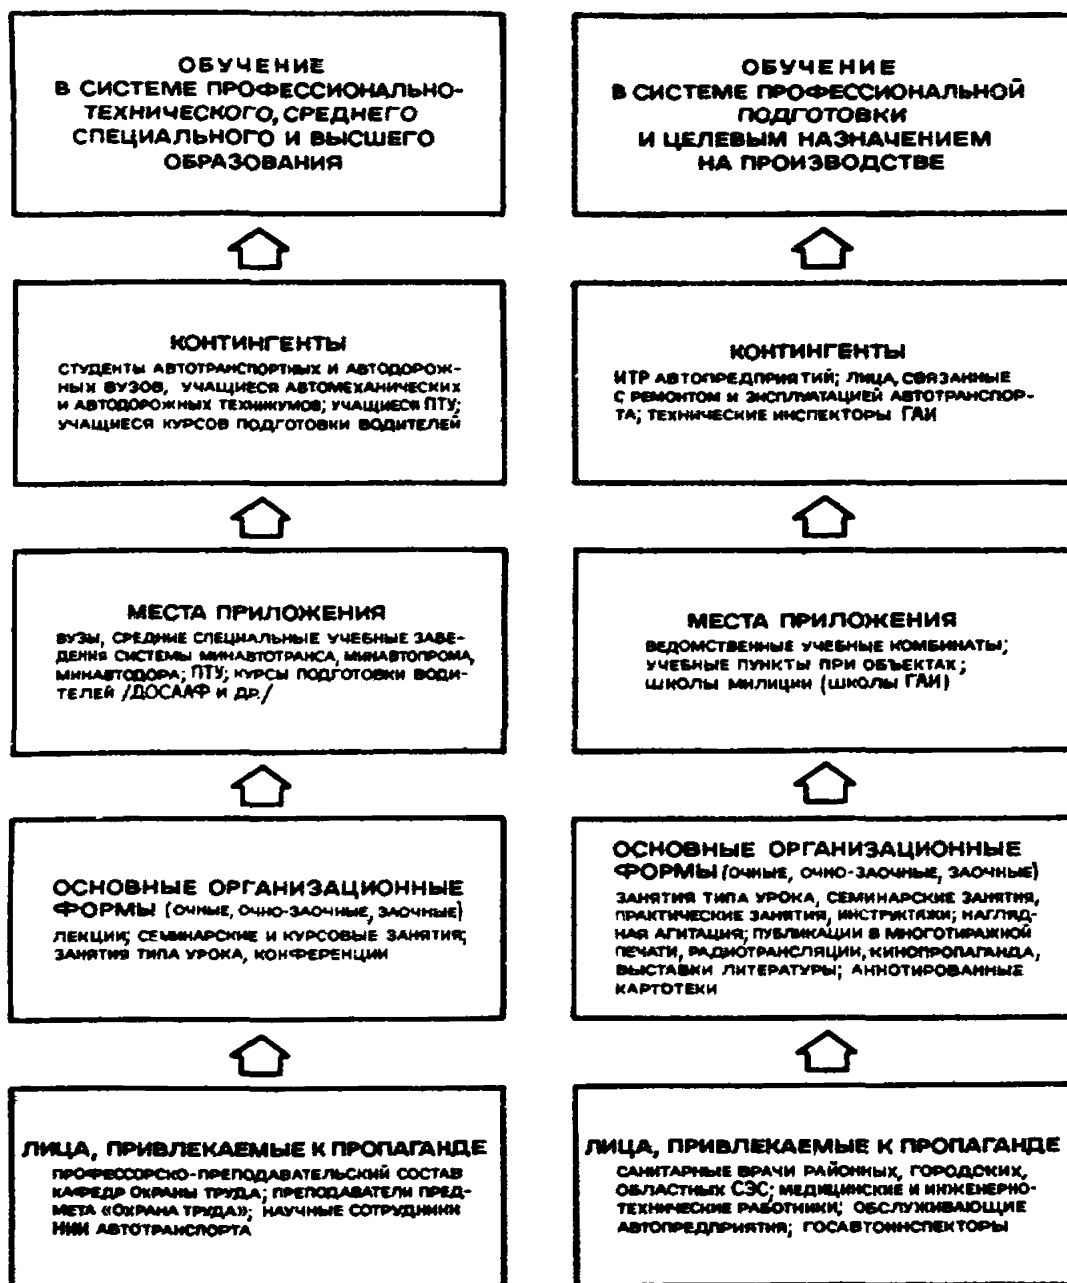 ОБУЧЕНИЕ
В СИСТЕМЕ ПРОФЕССИОНАЛЬНО-
ТЕХНИЧЕСКОГО, СРЕДНЕГО
СПЕЦИАЛЬНОГО И ВЫСШЕГО
ОБРАЗОВАНИЯ
КОНТИНГЕНТЫ
СТУДЕНТЫ АВТОТРАНСПОРТНЫХ И АВТОДОРОЖ-
НЫХ ВУЗОВ, УЧАЩИЕСЯ АВТОМЕХАНИЧЕСКИХ
И АВТОДОРОЖНЫХ ТЕХНИКУМОВ; УЧАЩИЕСЯ ПТУ;
УЧАЩИЕСЯ КУРСОВ ПОДГОТОВКИ ВОДИТЕЛЕЙ
МЕСТА ПРИЛОЖЕНИЯ
ВУЗЫ, СРЕДНИЕ СПЕЦИАЛЬНЫЕ УЧЕБНЫЕ ЗАВЕ-
ДЕНИЯ СИСТЕМЫ МИНАВТОТРАНСА, МИНАВТОПРОМА,
МИНАВТОДОРА; ПТУ; КУРСЫ ПОДГОТОВКИ ВОДИ-
ТЕЛЕЙ /ДОСААФ И ДР./
ОСНОВНЫЕ ОРГАНИЗАЦИОННЫЕ
ФОРМЫ (ОЧНЫЕ, ОЧНО-ЗАОЧНЫЕ, ЗАОЧНЫЕ)
ЛЕКЦИИ; СЕМИНАРСКИЕ И КУРСОВЫЕ ЗАНЯТИЯ;
ЗАНЯТИЯ ТИПА УРОКА, КОНФЕРЕНЦИИ
ЛИЦА, ПРИВЛЕКАЕМЫЕ К ПРОПАГАНДЕ
ПРОФЕССОРСКО-ПРЕПОДАВАТЕЛЬСКИЙ СОСТАВ
КАФЕДР ОХРАНЫ ТРУДА; ПРЕПОДАВАТЕЛИ ПРЕД-
МЕТА «ОХРАНА ТРУДА»; НАУЧНЫЕ СОТРУДНИКИ
НИИ АВТОТРАНСПОРТА
ОБУЧЕНИЕ
В СИСТЕМЕ ПРОФЕССИОНАЛЬНОЙ
ПОДГОТОВКИ
И ЦЕЛЕВЫМ НАЗНАЧЕНИЕМ
НА ПРОИЗВОДСТВЕ
КОНТИНГЕНТЫ
ИТР АВТОПРЕДПРИЯТИЙ; ЛИЦА, СВЯЗАННЫЕ
С РЕМОНТОМ И ЭКСПЛУАТАЦИЕЙ АВТОТРАНСПОР-
ТА; ТЕХНИЧЕСКИЕ ИНСПЕКТОРЫ ГАИ
МЕСТА ПРИЛОЖЕНИЯ
ВЕДОМСТВЕННЫЕ УЧЕБНЫЕ КОМБИНАТЫ;
УЧЕБНЫЕ ПУНКТЫ ПРИ ОБЪЕКТАХ;
ШКОЛЫ МИЛИЦИИ (ШКОЛЫ ГАИ)
ОСНОВНЫЕ ОРГАНИЗАЦИОННЫЕ
ФОРМЫ (ОЧНЫЕ, ОЧНО-ЗАОЧНЫЕ, ЗАОЧНЫЕ)
ЗАНЯТИЯ ТИПА УРОКА, СЕМИНАРСКИЕ ЗАНЯТИЯ,
ПРАКТИЧЕСКИЕ ЗАНЯТИЯ, ИНСТРУКТАЖИ; НАГЛЯД-
НАЯ АГИТАЦИЯ; ПУБЛИКАЦИИ В МНОГОТИРАЖНОЙ
ПЕЧАТИ, РАДИОТРАНСЛЯЦИИ, КИНОПРОПАГАНДА,
ВЫСТАВКИ ЛИТЕРАТУРЫ; АННОТИРОВАННЫЕ
КАРТОТЕКИ
ЛИЦА, ПРИВЛЕКАЕМЫЕ К ПРОПАГАНДЕ
САНИТАРНЫЕ ВРАЧИ РАЙОННЫХ, ГОРОДСКИХ,
ОБЛАСТНЫХ СЭС; МЕДИЦИНСКИЕ И ИНЖЕНЕРНО-
ТЕХНИЧЕСКИЕ РАБОТНИКИ; ОБСЛУЖИВАЮЩИЕ
АВТОПРЕДПРИЯТИЯ; ГОСАВТОИНСПЕКТОРЫ